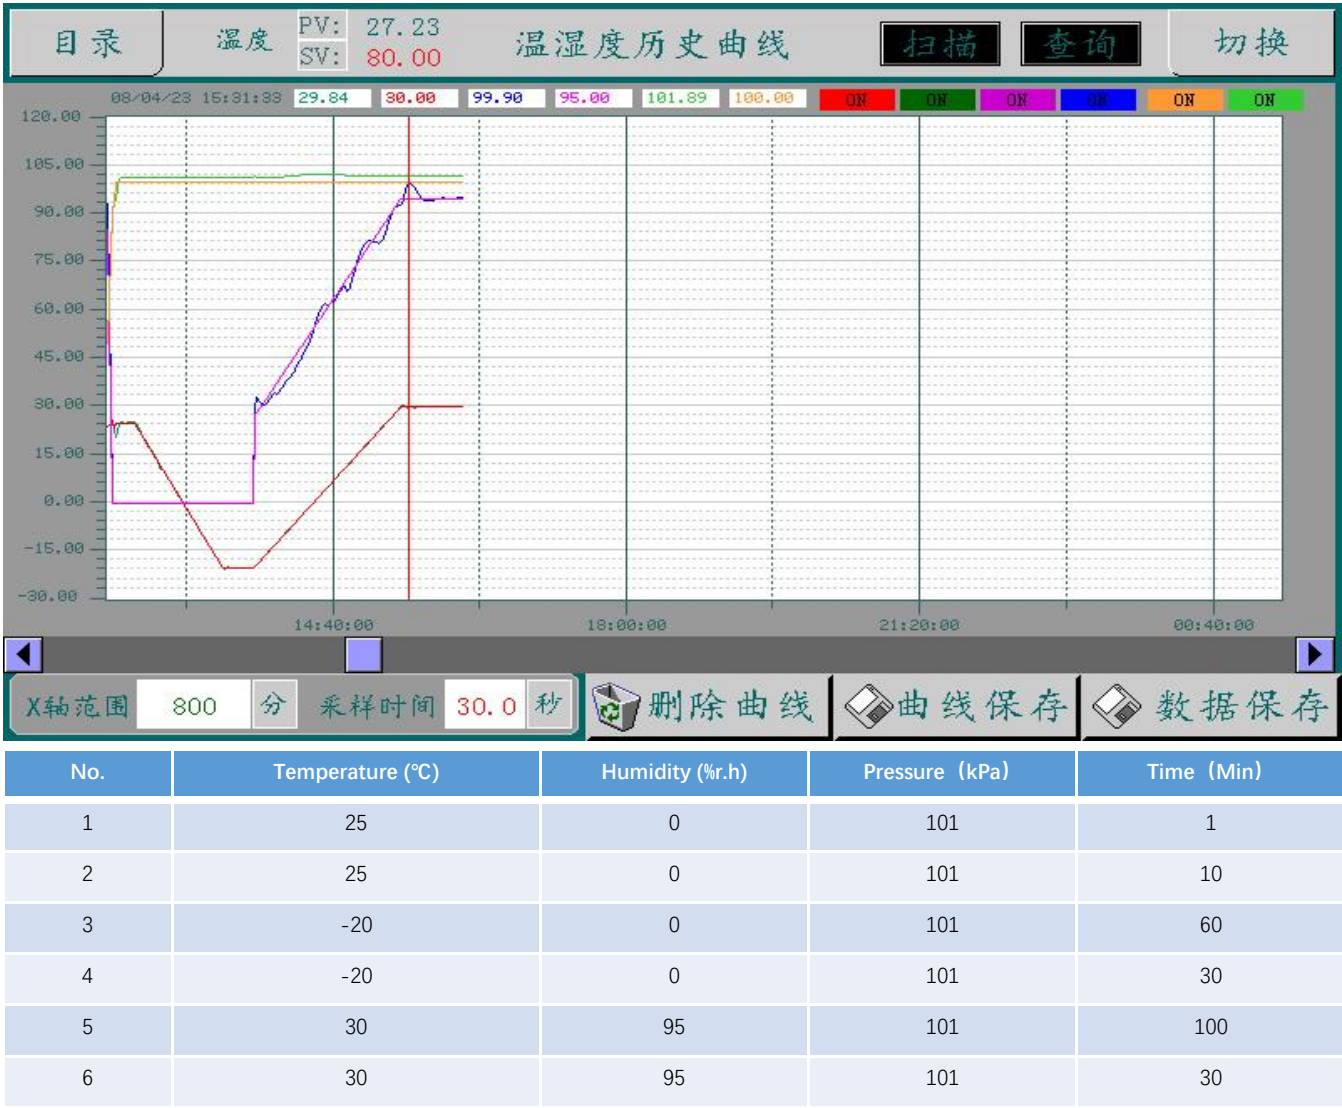 目录 温度 PV: 27.23 温湿度历史曲线 扫描 查询 切换
SV: 80.00
08/04/23 15:31:33 29.84 30.00 99.90 95.00 101.89 100.00 ON ON ON ON ON ON
120.00
105.00
90.00
75.00
60.00
45.00
30.00
15.00
0.00
-15.00
-30.00
14:40:00 18:00:00 21:20:00 00:40:00
X轴范围 800 分 采样时间 30.0 秒 删除曲线 曲线保存 数据保存
No. Temperature (℃) Humidity (%r.h) Pressure（kPa） Time（Min）
1 25 0 101 1
2 25 0 101 10
3 -20 0 101 60
4 -20 0 101 30
5 30 95 101 100
6 30 95 101 30